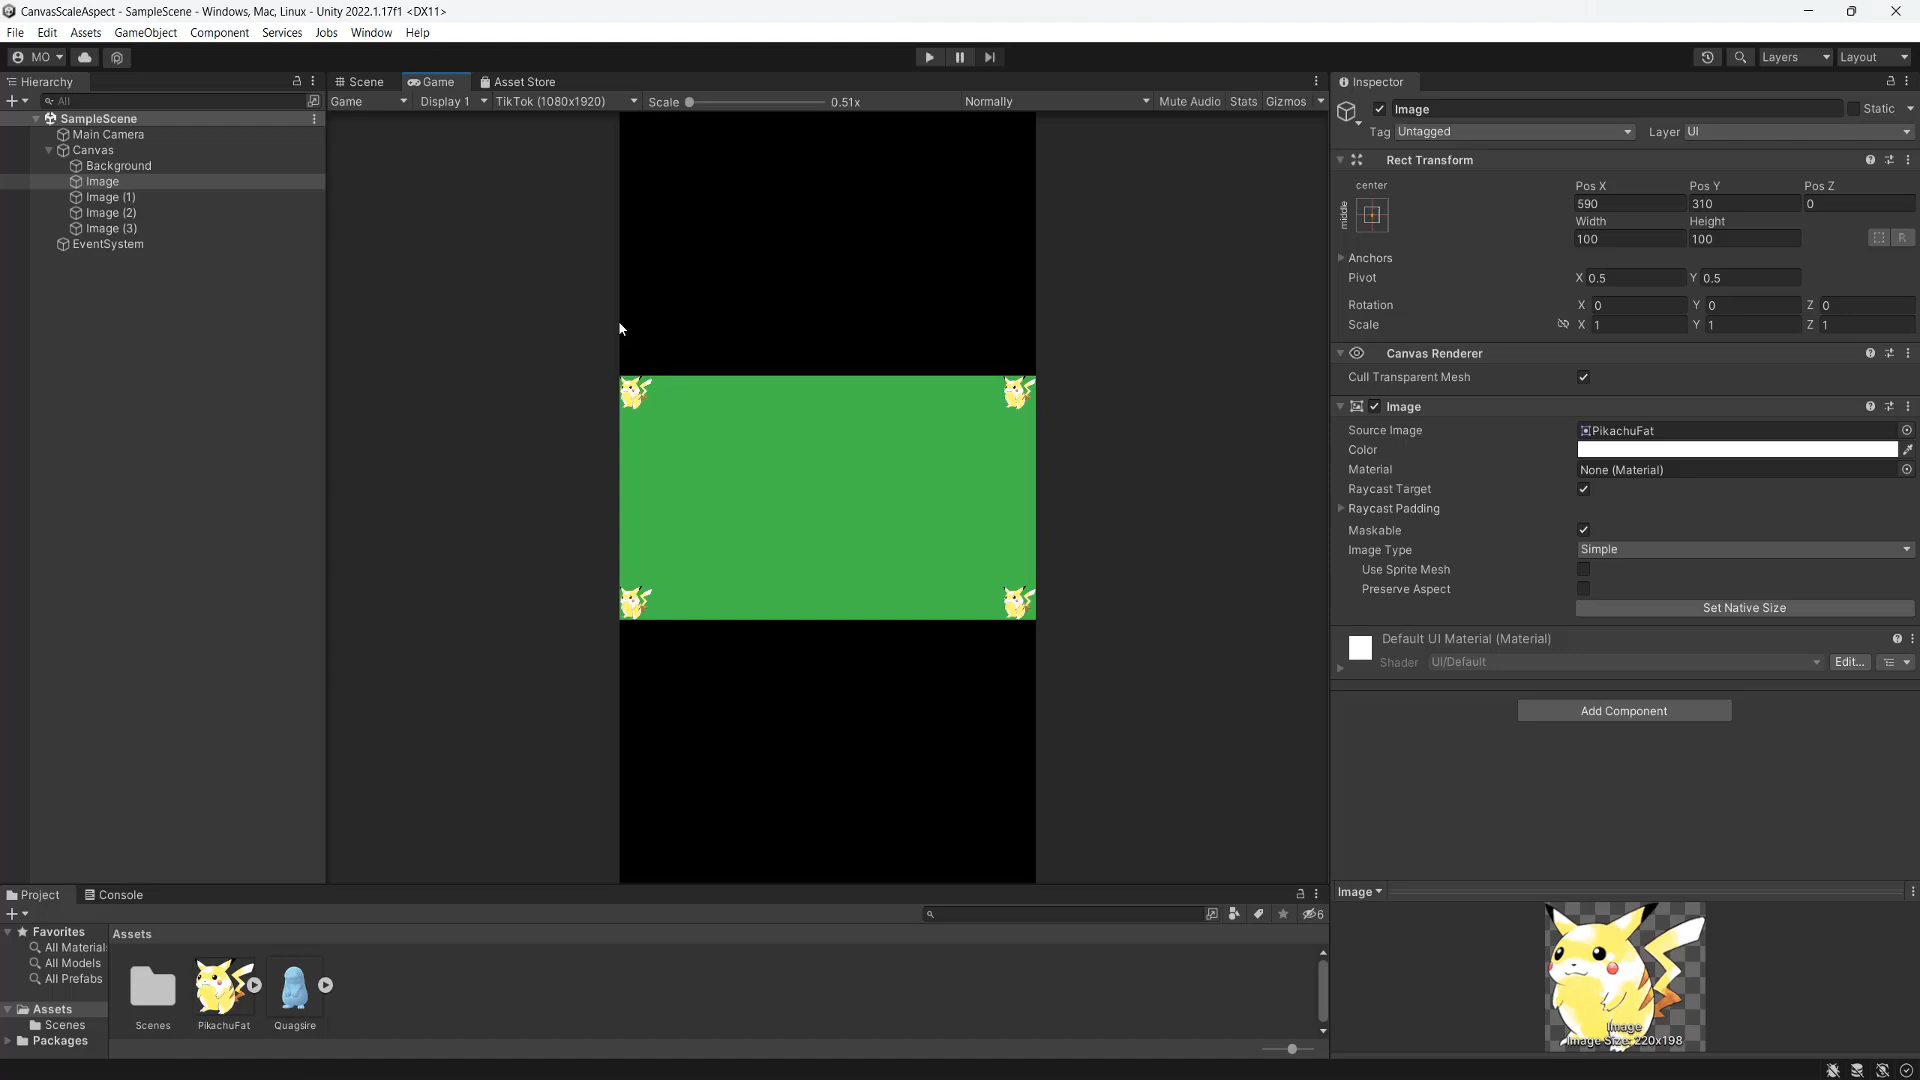 CanvasScaleAspect - SampleScene - Windows, Mac, Linux - Unity 2022.1.17f1 <DX11>
File Edit Assets GameObject Component Services Jobs Window Help
MO Layers Layout
Hierarchy Scene Game Asset Store Inspector
All Game Display 1 TikTok (1080x1920) Scale 0.51x Normally Mute Audio Stats Gizmos
SampleScene
Main Camera
Canvas
Background
Image
Image (1)
Image (2)
Image (3)
EventSystem
Image Static
Tag Untagged Layer UI
Rect Transform
center
middle
Pos X Pos Y Pos Z
590 310 0
Width Height
100 100 R
Anchors
Pivot X 0.5 Y 0.5
Rotation X 0 Y 0 Z 0
Scale X 1 Y 1 Z 1
Canvas Renderer
Cull Transparent Mesh
Image
Source Image PikachuFat
Color
Material None (Material)
Raycast Target
Raycast Padding
Maskable
Image Type Simple
Use Sprite Mesh
Preserve Aspect
Set Native Size
Default UI Material (Material)
Shader UI/Default Edit...
Add Component
Project Console
6
Favorites
All Material
All Models
All Prefabs
Assets
Scenes
Packages
Assets
Scenes PikachuFat Quagsire
Image
Image
Image Size: 220x198